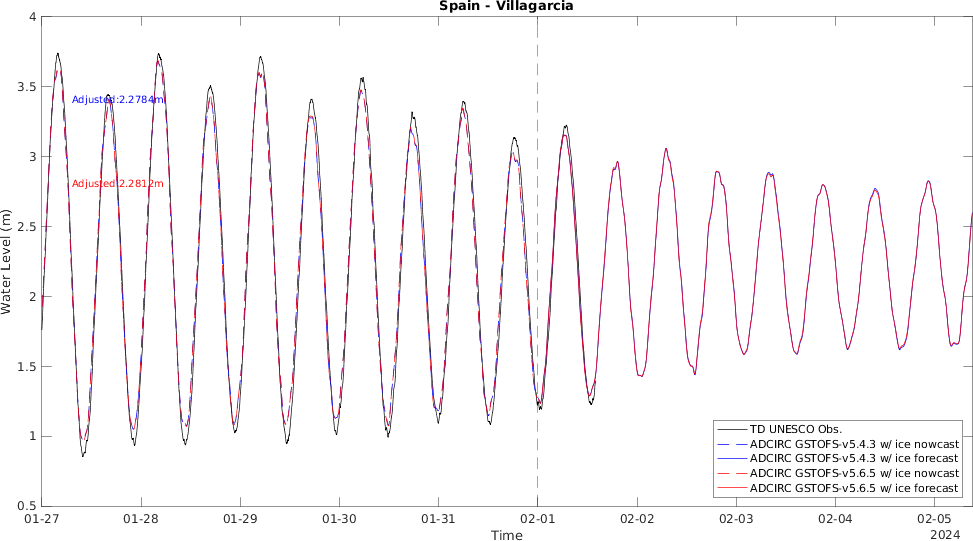 Spain - Villagarcia
4
3.5
3
2.5
2
1.5
1
0.5
Water Level (m)
Adjusted:2.2784m
Adjusted:2.2812m
TD UNESCO Obs.
ADCIRC GSTOFS-v5.4.3 w/ ice nowcast
ADCIRC GSTOFS-v5.4.3 w/ ice forecast
ADCIRC GSTOFS-v5.6.5 w/ ice nowcast
ADCIRC GSTOFS-v5.6.5 w/ ice forecast
01-27 01-28 01-29 01-30 01-31 02-01 02-02 02-03 02-04 02-05
2024
Time